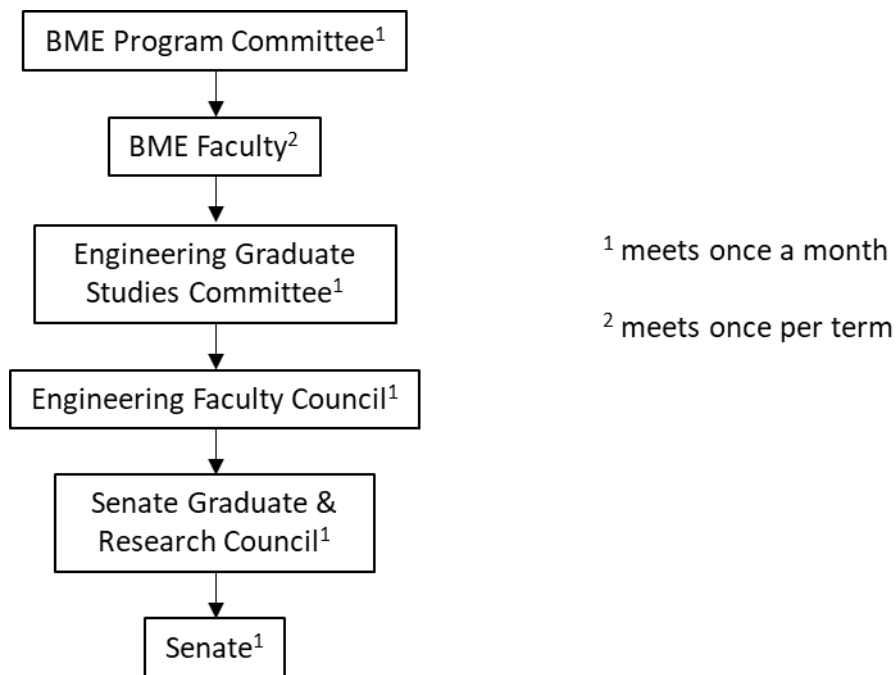 BME Program Committee¹
BME Faculty²
Engineering Graduate
Studies Committee¹
Engineering Faculty Council¹
Senate Graduate &
Research Council¹
Senate¹
¹ meets once a month
² meets once per term